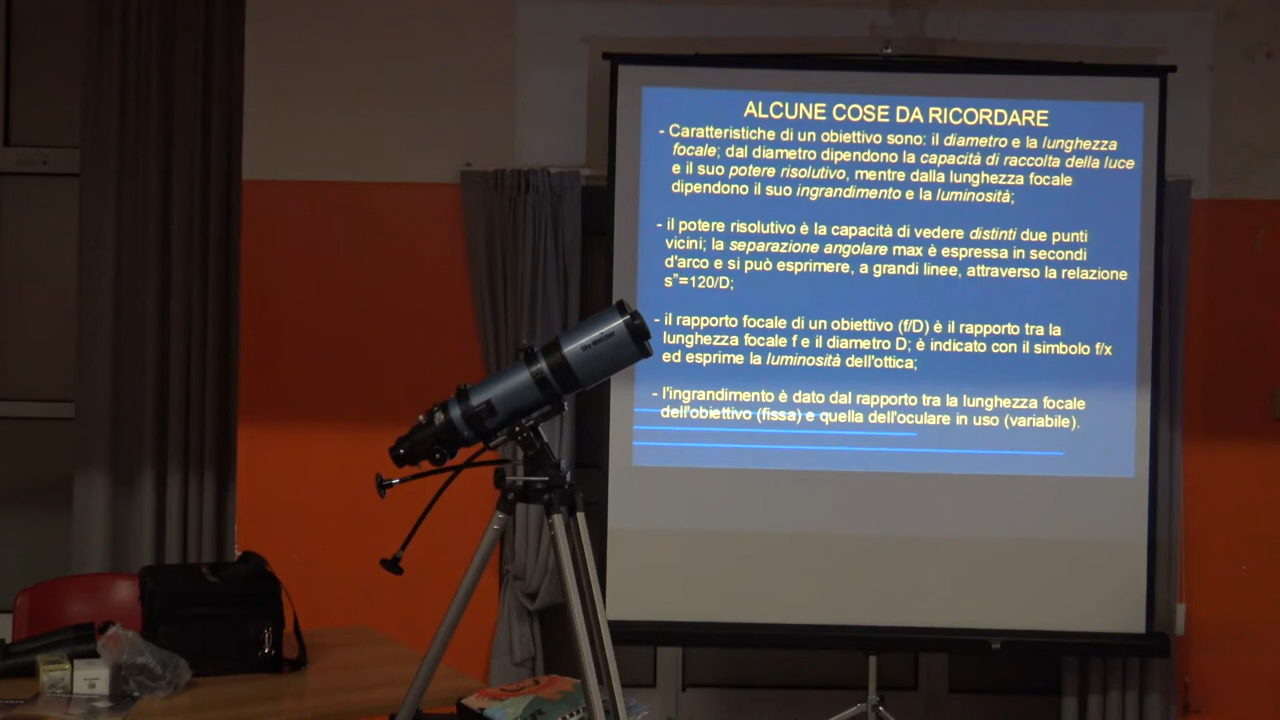 ALCUNE COSE DA RICORDARE
- Caratteristiche di un obiettivo sono: il diametro e la lunghezza
focale; dal diametro dipendono la capacità di raccolta della luce
e il suo potere risolutivo, mentre dalla lunghezza focale
dipendono il suo ingrandimento e la luminosità;
- il potere risolutivo è la capacità di vedere distinti due punti
vicini; la separazione angolare max è espressa in secondi
d'arco e si può esprimere, a grandi linee, attraverso la relazione
s"=120/D;
- il rapporto focale di un obiettivo (f/D) è il rapporto tra la
lunghezza focale f e il diametro D; è indicato con il simbolo f/x
ed esprime la luminosità dell'ottica;
- l'ingrandimento è dato dal rapporto tra la lunghezza focale
dell'obiettivo (fissa) e quella dell'oculare in uso (variabile).
Sky-Watcher